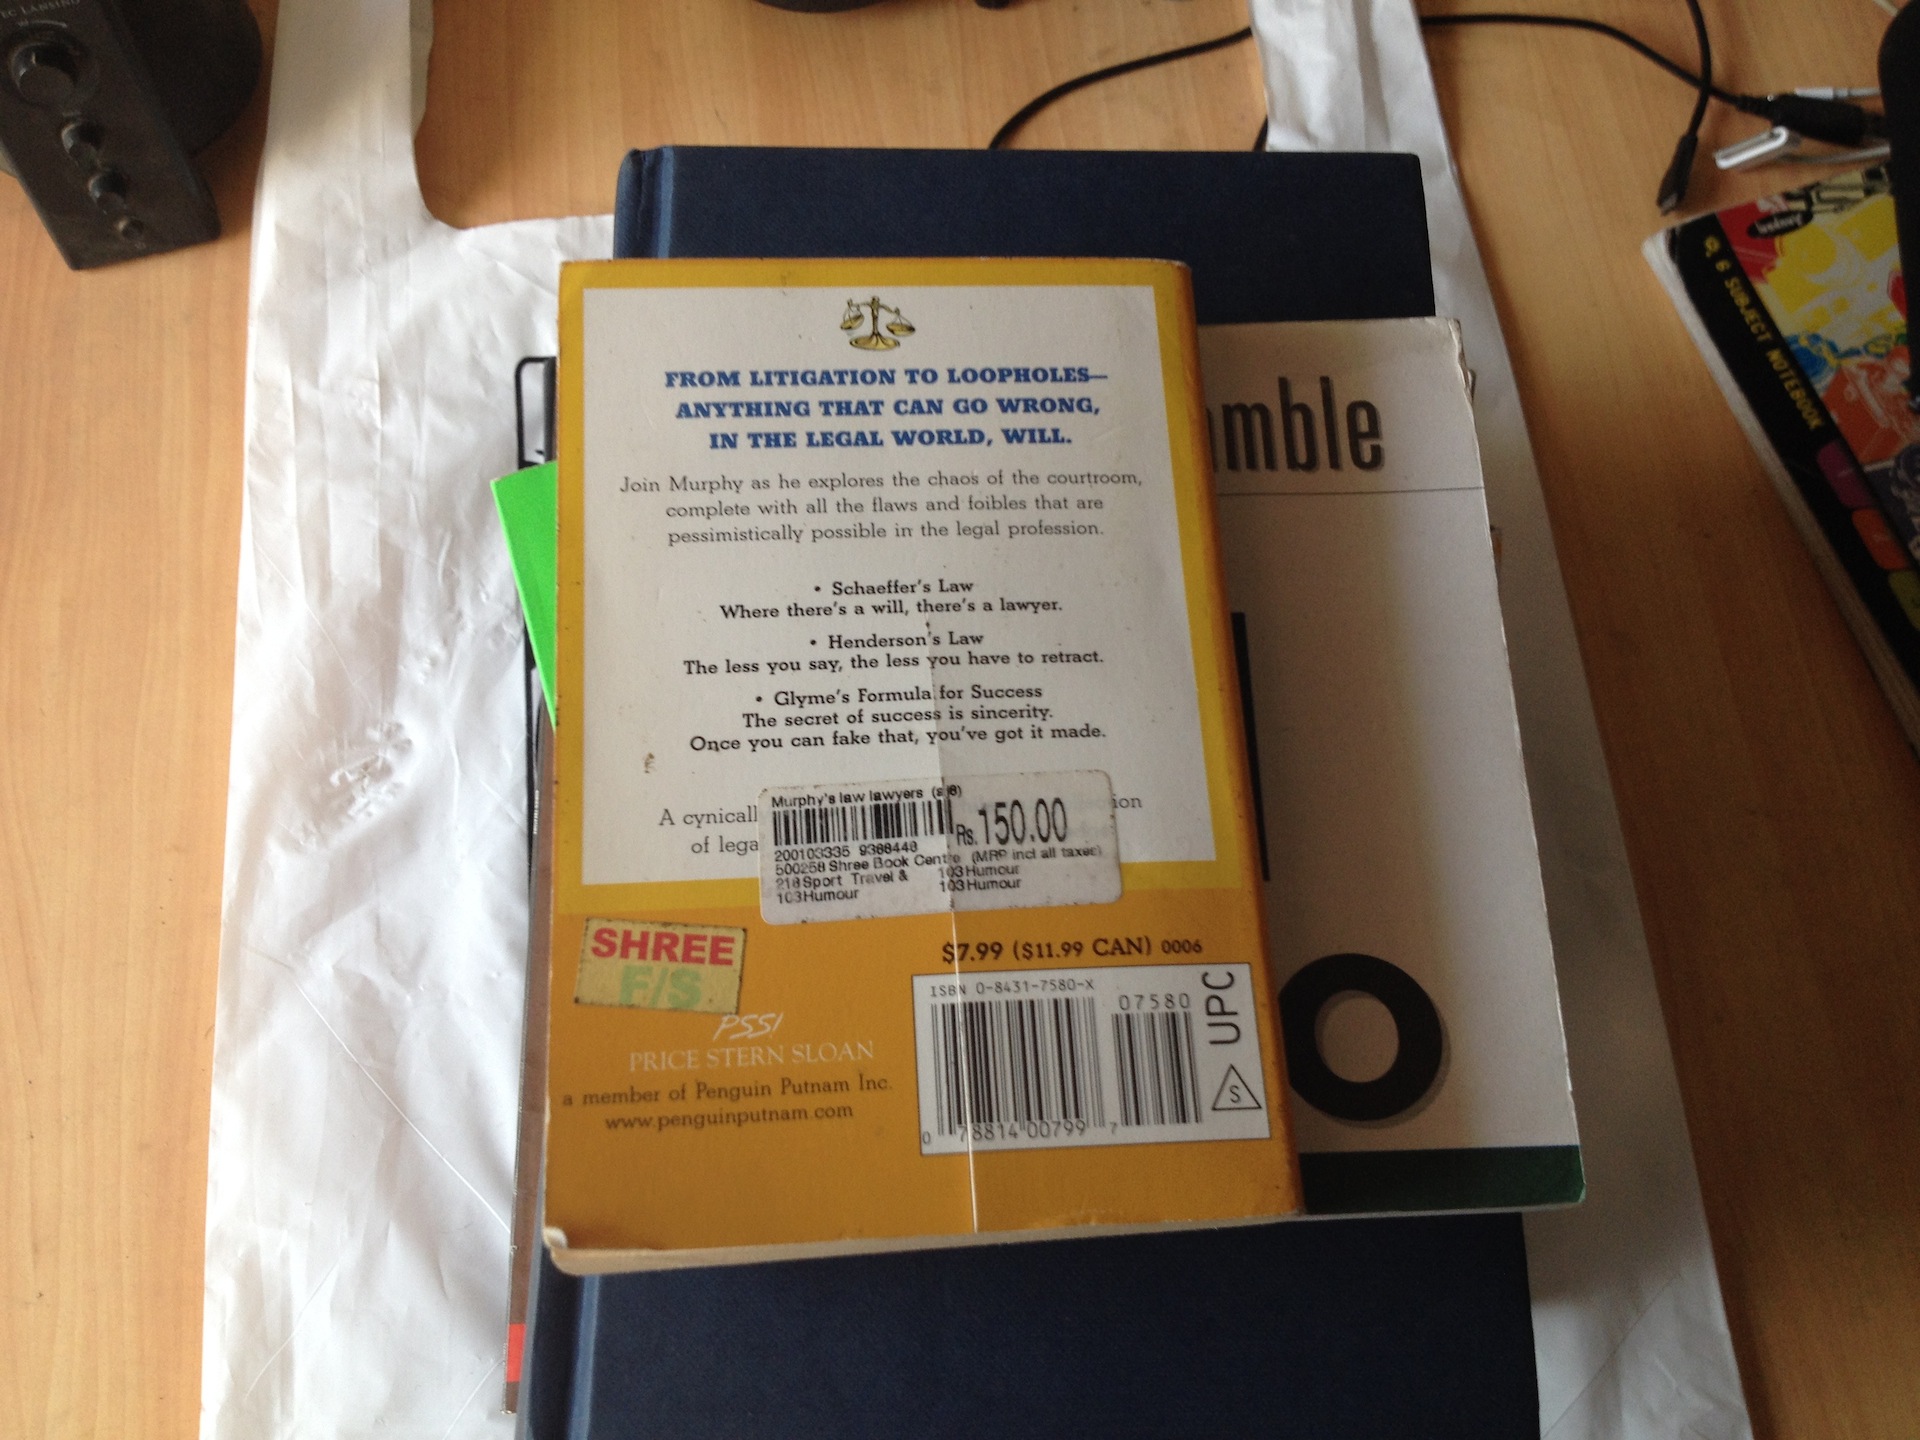 EC LANSING
FROM LITIGATION TO LOOPHOLES—
ANYTHING THAT CAN GO WRONG,
IN THE LEGAL WORLD, WILL.
Join Murphy as he explores the chaos of the courtroom,
complete with all the flaws and foibles that are
pessimistically possible in the legal profession.
• Schaeffer's Law
Where there's a will, there's a lawyer.
• Henderson's Law
The less you say, the less you have to retract.
• Glyme's Formula for Success
The secret of success is sincerity.
Once you can fake that, you've got it made.
A cynicall
ion
of lega
Murphy's law lawyers
Rs. 150.00
200103335 9388448
500258 Shree Book Centre (MRP incl all taxes)
218 Sport Travel & 103 Humour
103 Humour 103 Humour
SHREE
F/S
PSS!
PRICE STERN SLOAN
a member of Penguin Putnam Inc.
www.penguinputnam.com
$7.99 ($11.99 CAN) 0006
ISBN 0-8431-7580-X
07580
UPC
S
0 78814 00799 7
mble
O
6 SUBJECT NOTEBOOK